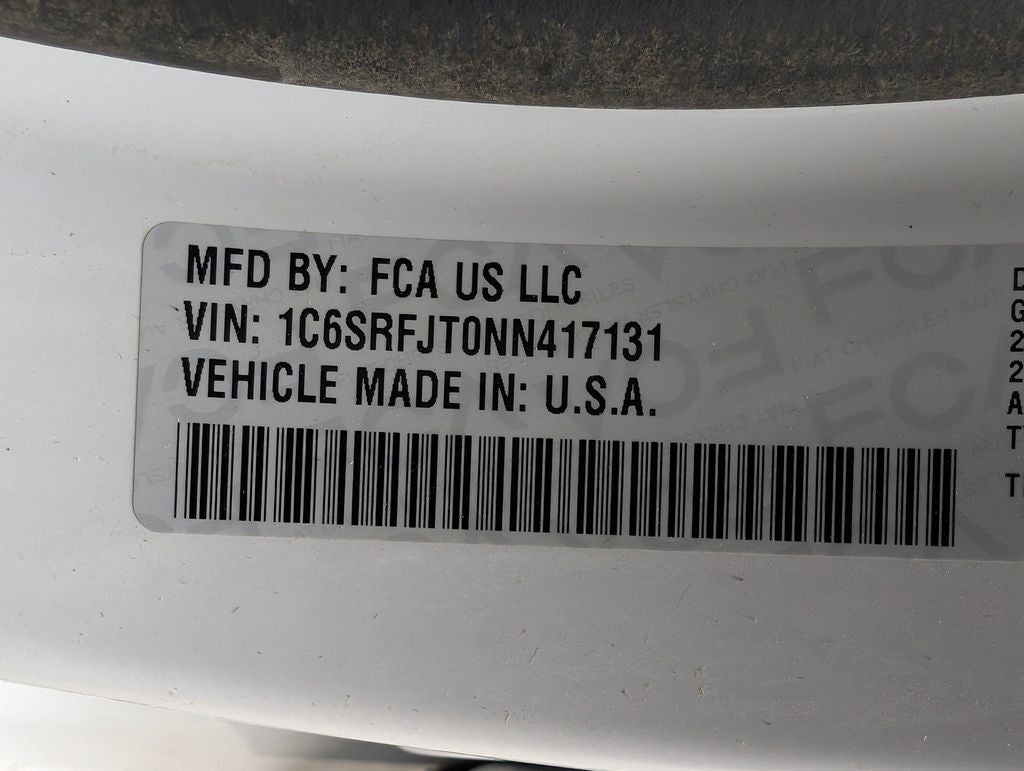 MFD BY: FCA US LLC
VIN: 1C6SRFJT0NN417131
VEHICLE MADE IN: U.S.A.